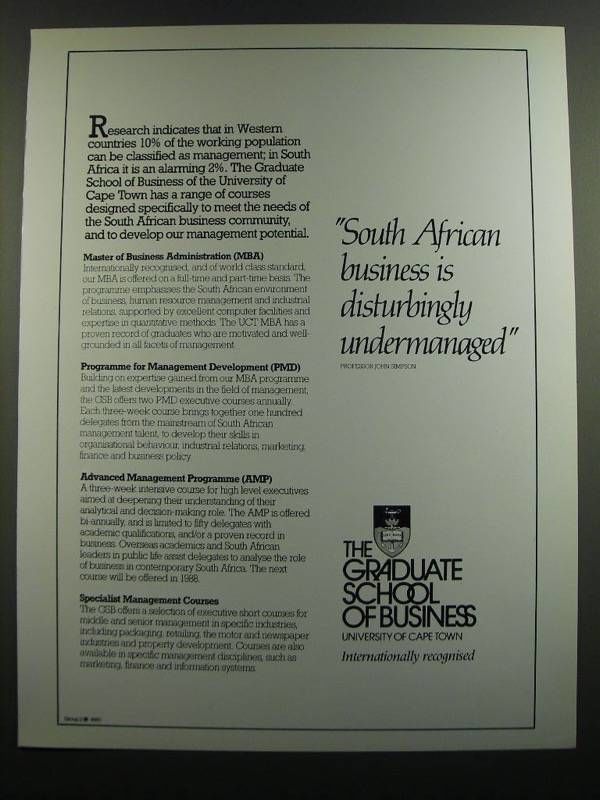 Research indicates that in Western
countries 10% of the working population
can be classified as management; in South
Africa it is an alarming 2%. The Graduate
School of Business of the University of
Cape Town has a range of courses
designed specifically to meet the needs of
the South African business community,
and to develop our management potential.
Master of Business Administration (MBA)
Internationally recognised, and of world class standard,
our MBA is offered on a full-time and part-time basis. The
programme emphasises the South African environment
of business, human resource management and industrial
relations, supported by excellent computer facilities and
expertise in quantitative methods. The UCT MBA has a
proven record of graduates who are motivated and well-
grounded in all facets of management.
Programme for Management Development (PMD)
Building on expertise gained from our MBA programme
and the latest developments in the field of management,
the GSB offers two PMD executive courses annually.
Each three-week course brings together one hundred
delegates from the mainstream of South African
management talent, to develop their skills in
organisational behaviour, industrial relations, marketing,
finance and business policy.
Advanced Management Programme (AMP)
A three-week intensive course for high level executives
aimed at deepening their understanding of their
analytical and decision-making role. The AMP is offered
bi-annually, and is limited to fifty delegates with
academic qualifications, and/or a proven record in
business. Overseas academics and South African
leaders in public life assist delegates to analyse the role
of business in contemporary South Africa. The next
course will be offered in 1988.
Specialist Management Courses
The GSB offers a selection of executive short courses for
middle and senior management in specific industries,
including packaging, retailing, the motor and newspaper
industries and property development. Courses are also
available in specific management disciplines, such as
marketing, finance and information systems.
"South African
business is
disturbingly
undermanaged"
PROFESSOR JOHN SIMPSON
THE
GRADUATE
SCHOOL
OF BUSINESS
UNIVERSITY OF CAPE TOWN
Internationally recognised